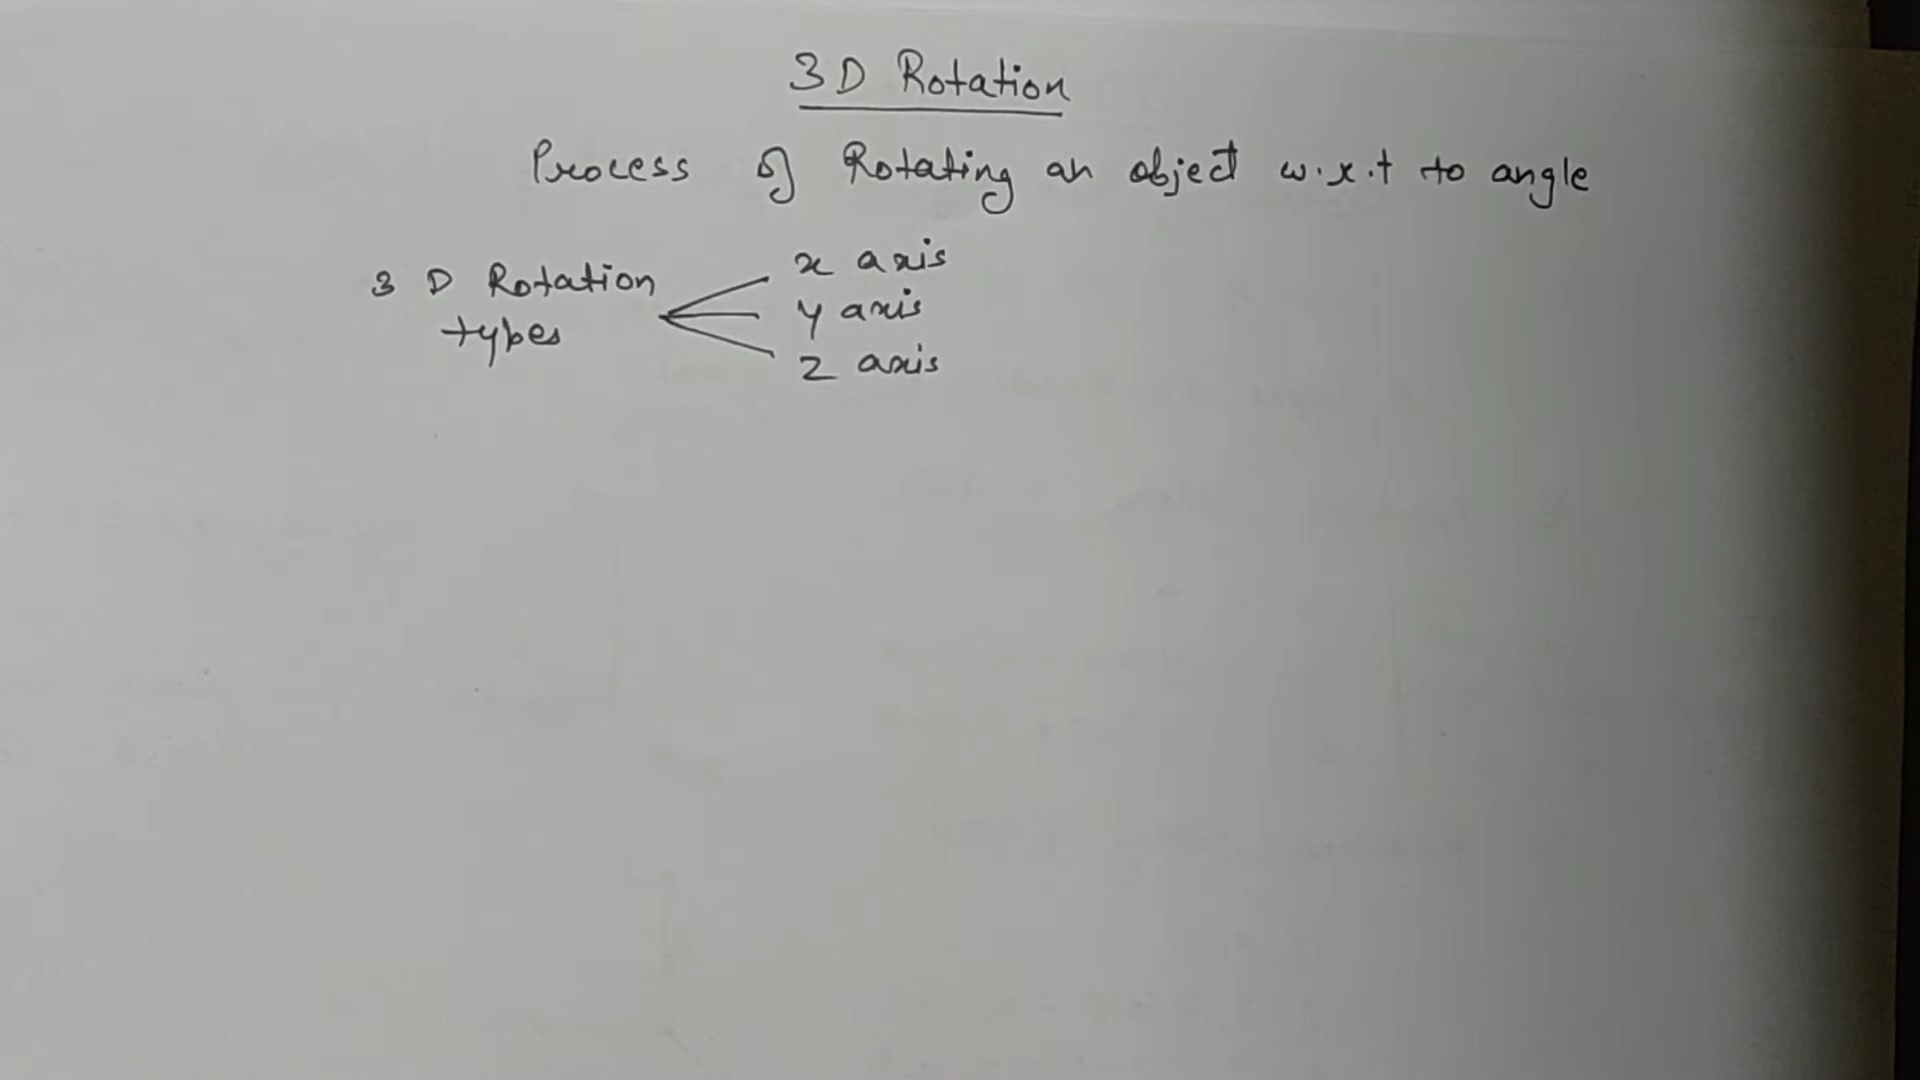 3D Rotation
Process of Rotating an object w.r.t to angle
3 D Rotation types
x axis
y axis
z axis